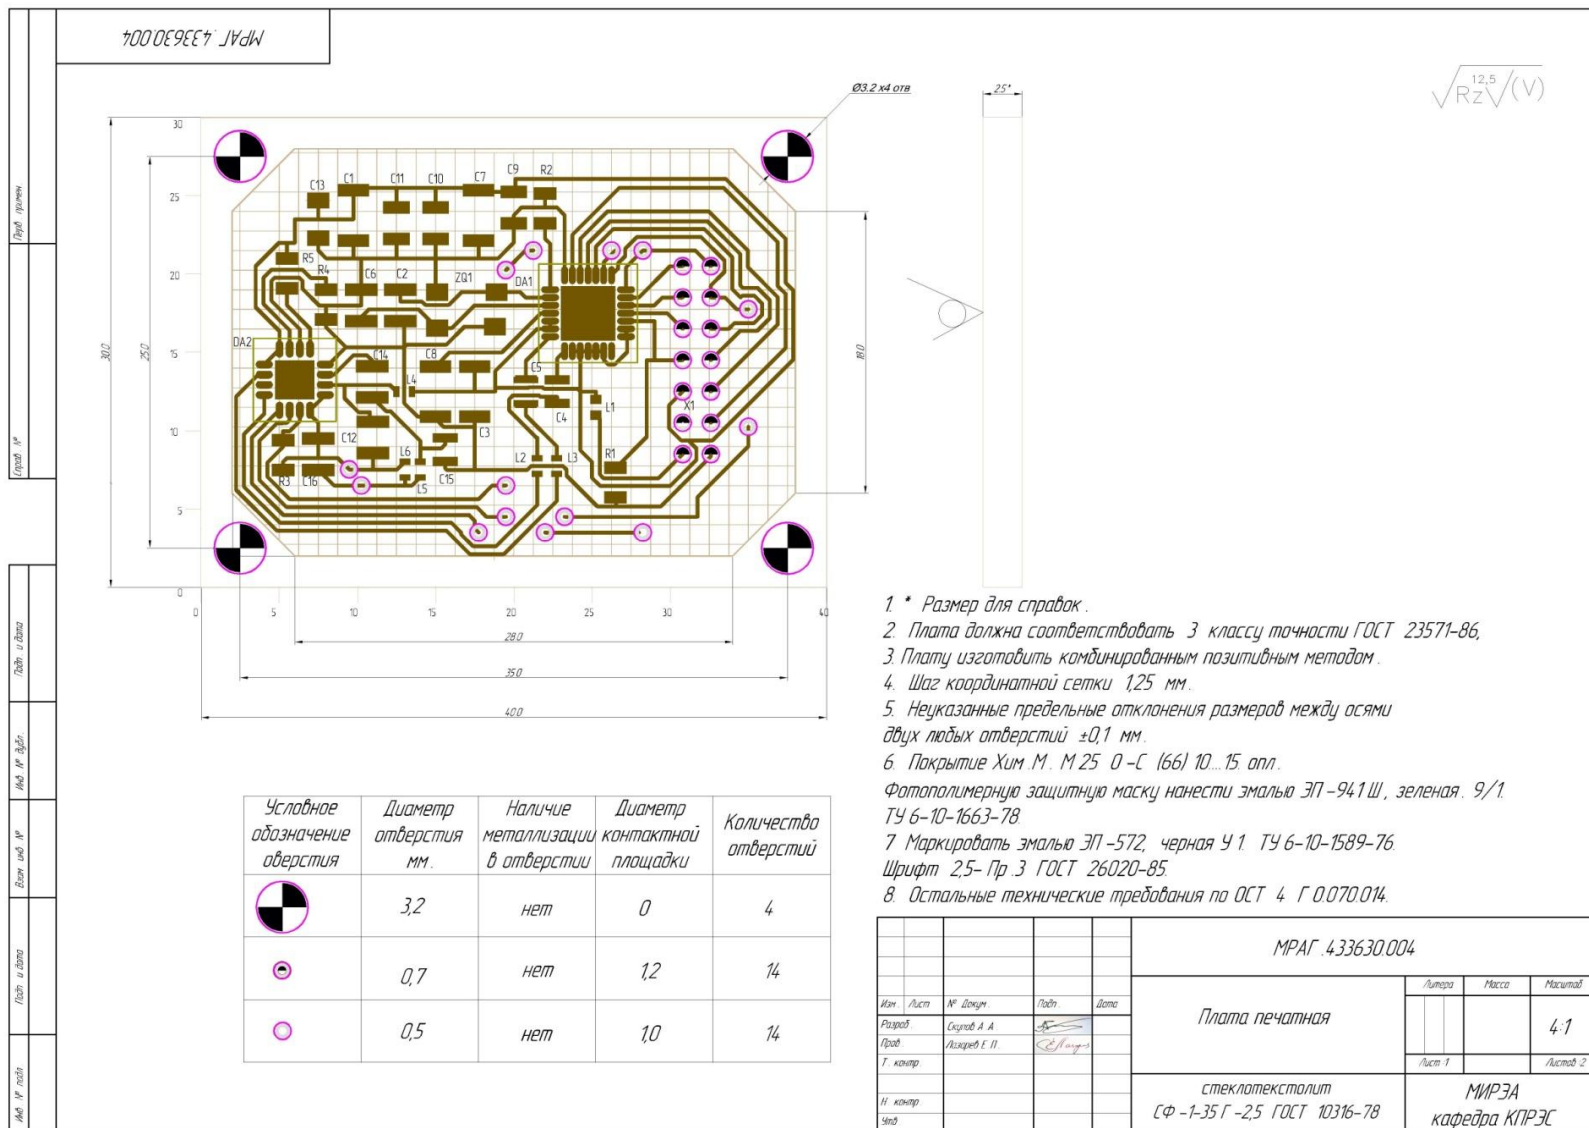 МРАГ.433630.004
Rz 12,5 (V)
Ø3.2 x4 отв
2,5*
30
25
20
15
10
5
0
0
5
10
15
20
25
30
40
30.0
25.0
18.0
28.0
35.0
40.0
C13
C1
C11
C10
C7
C9
R2
R5
R4
C6
C2
ZQ1
DA1
DA2
C14
C8
L4
C5
C4
L1
X1
C12
C3
L6
L5
C15
L2
L3
R1
R3
C16
1. * Размер для справок.
2. Плата должна соответствовать 3 классу точности ГОСТ 23571-86,
3. Плату изготовить комбинированным позитивным методом.
4. Шаг координатной сетки 1,25 мм.
5. Неуказанные предельные отклонения размеров между осями
двух любых отверстий ±0,1 мм.
6. Покрытие Хим.М. М25 О-С (66) 10...15. опл.
Фотополимерную защитную маску нанести эмалью ЭП-941Ш, зеленая. 9/1.
ТУ 6-10-1663-78.
7 Маркировать эмалью ЭП-572, черная У 1. ТУ 6-10-1589-76.
Шрифт 2,5- Пр.3 ГОСТ 26020-85.
8. Остальные технические требования по ОСТ 4 Г 0.070.014.
Условное обозначение оверстия
Диаметр отверстия мм.
Наличие металлизации в отверстии
Диаметр контактной площадки
Количество отверстий
3,2 нет 0 4
0,7 нет 1,2 14
0,5 нет 1,0 14
МРАГ.433630.004
Изм. Лист № Докум. Подп. Дата
Разраб. Скупов А. А.
Пров Лазарев Е. П.
Т. контр
Н. контр
Утв
Плата печатная
Литера Масса Масштаб
4:1
Лист 1 Листов 2
стеклотекстолит
СФ-1-35 Г-2,5 ГОСТ 10316-78
МИРЭА
кафедра КПРЭС
Перв. примен.
Справ. №
Подп. и дата
Инв. № дубл.
Взам. инв. №
Подп. и дата
Инв. № подл.